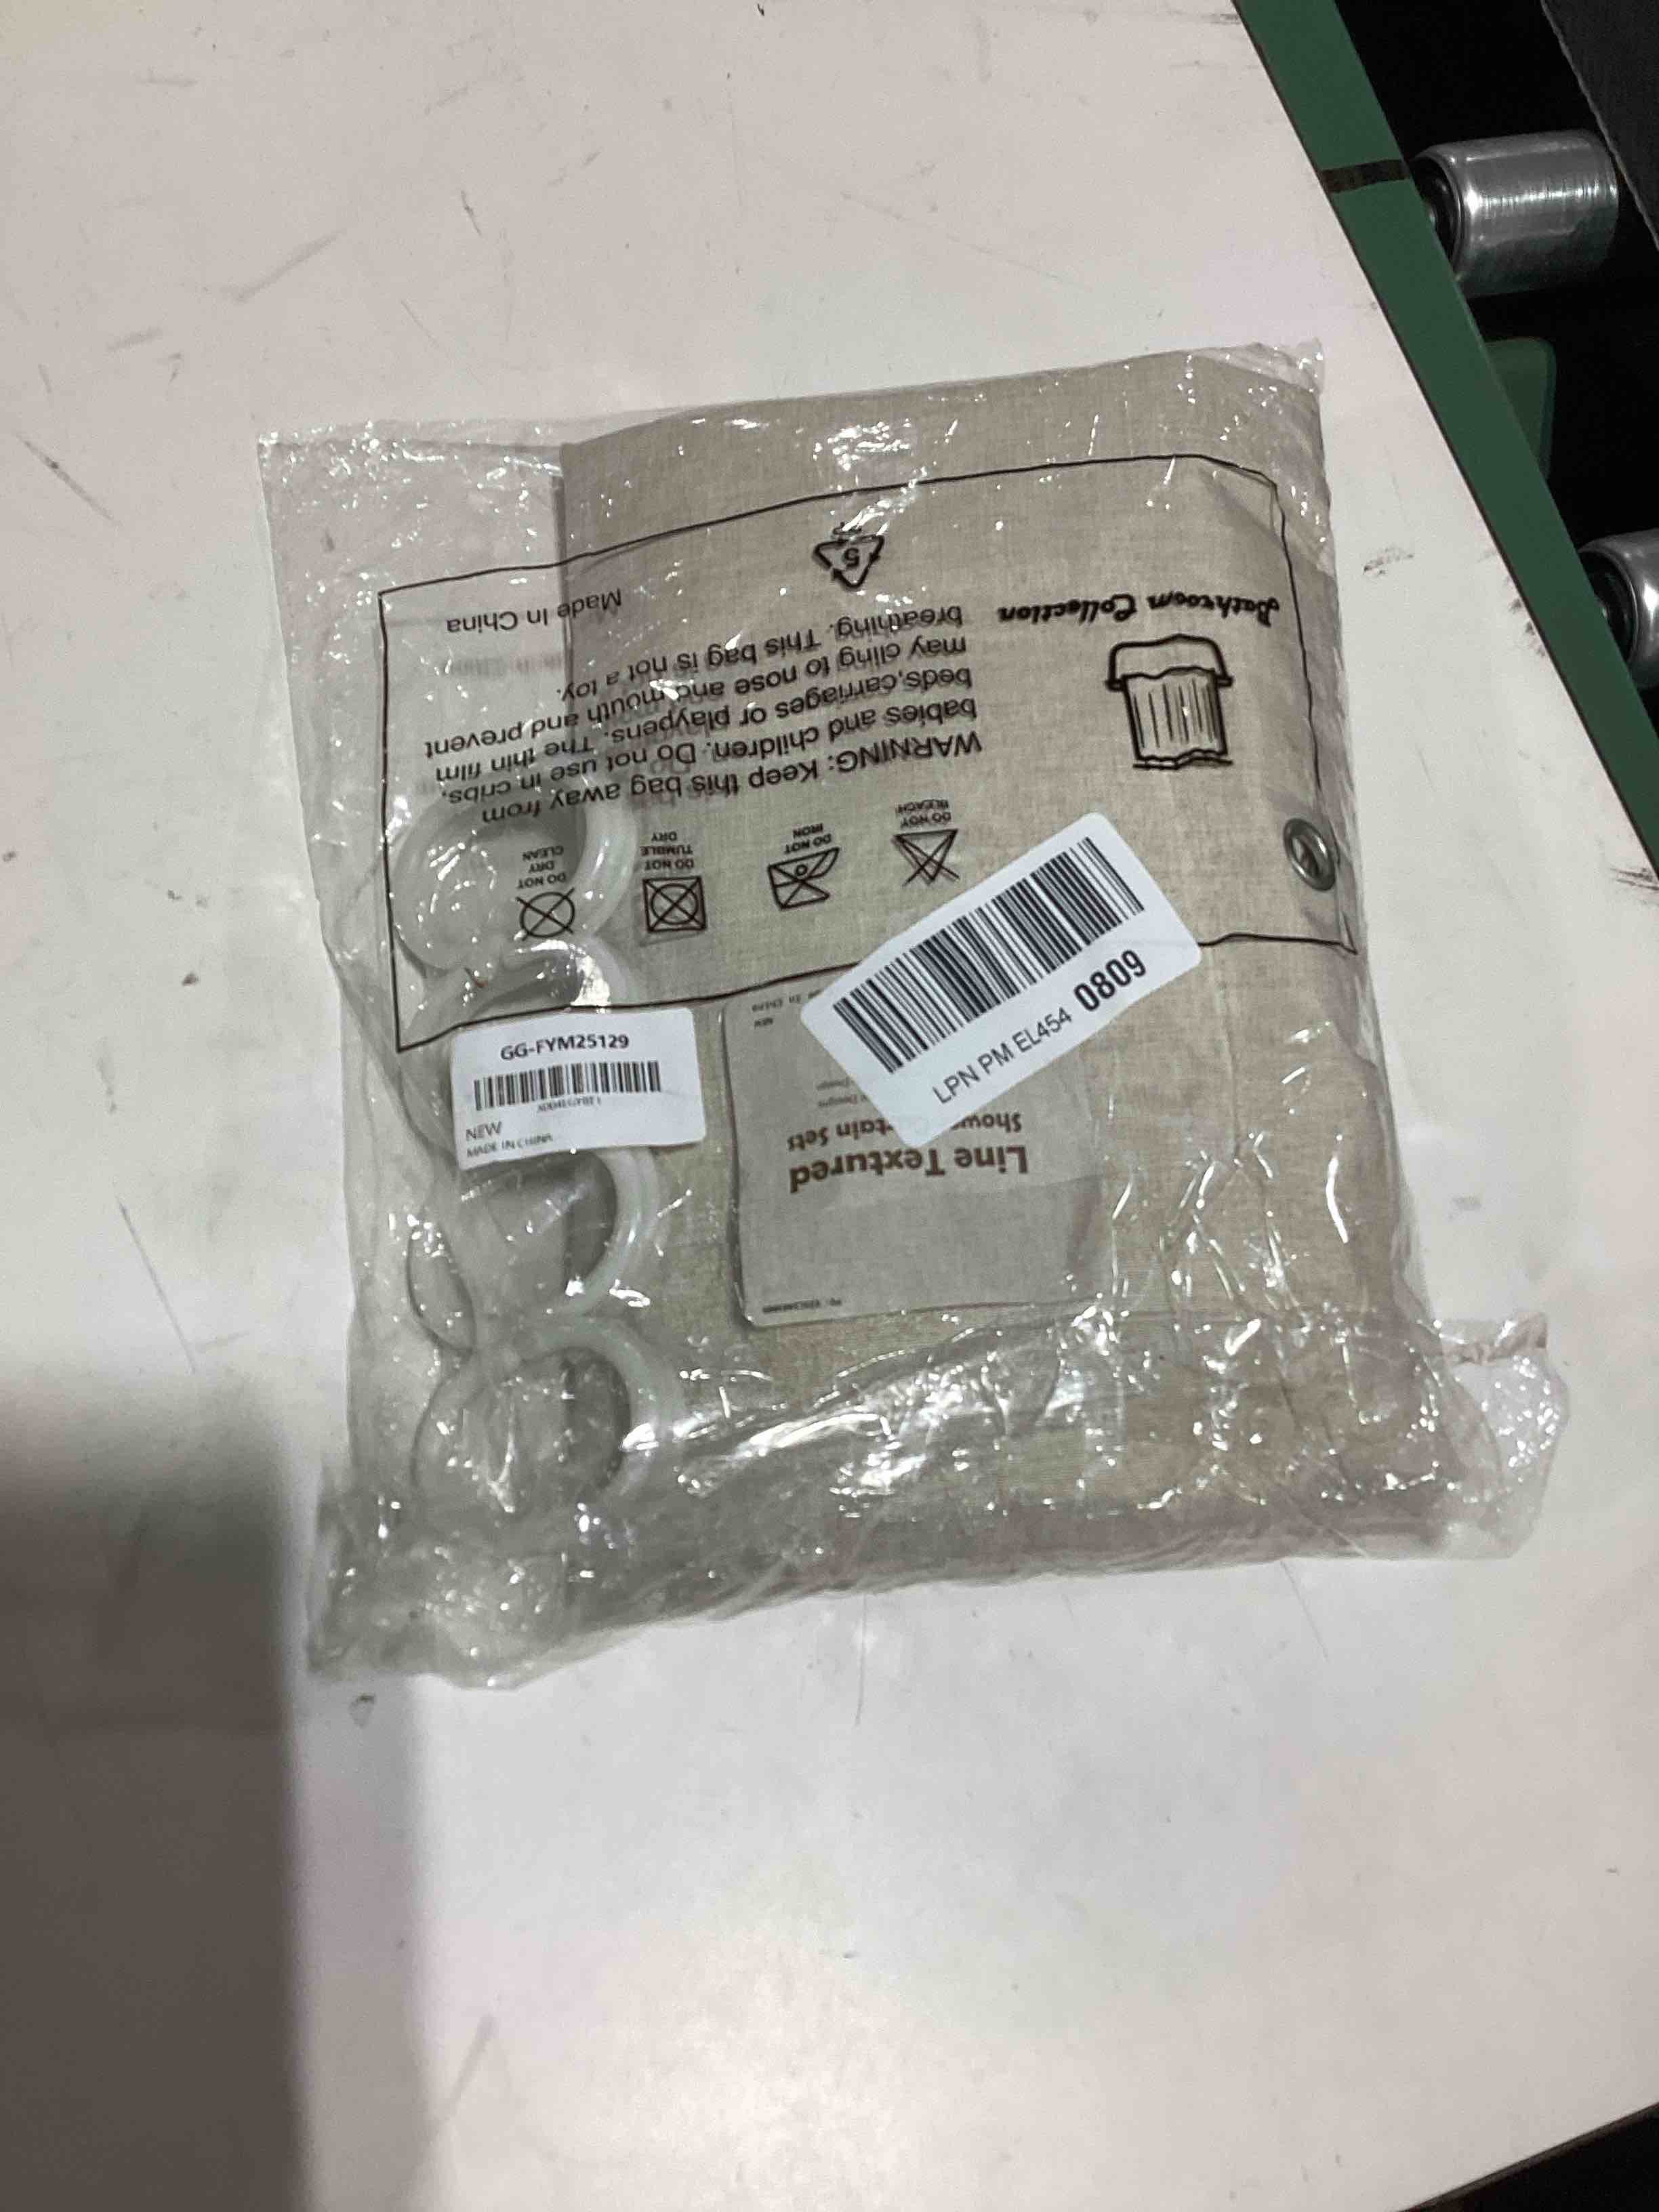 GG-FYM25129
NEW
MADE IN CHINA
LPN PM EL454 0809
Line Textured
Sets
DO NOT
BLEACH
DO NOT
IRON
DO NOT
TUMBLE
DRY
DO NOT
DRY
CLEAN
WARNING: Keep this bag away from
babies and children. Do not use in cribs,
beds,carriages or playpens. The thin film
may cling to nose and mouth and prevent
breathing. This bag is not a toy.
Bathroom Collection
Made In China
5